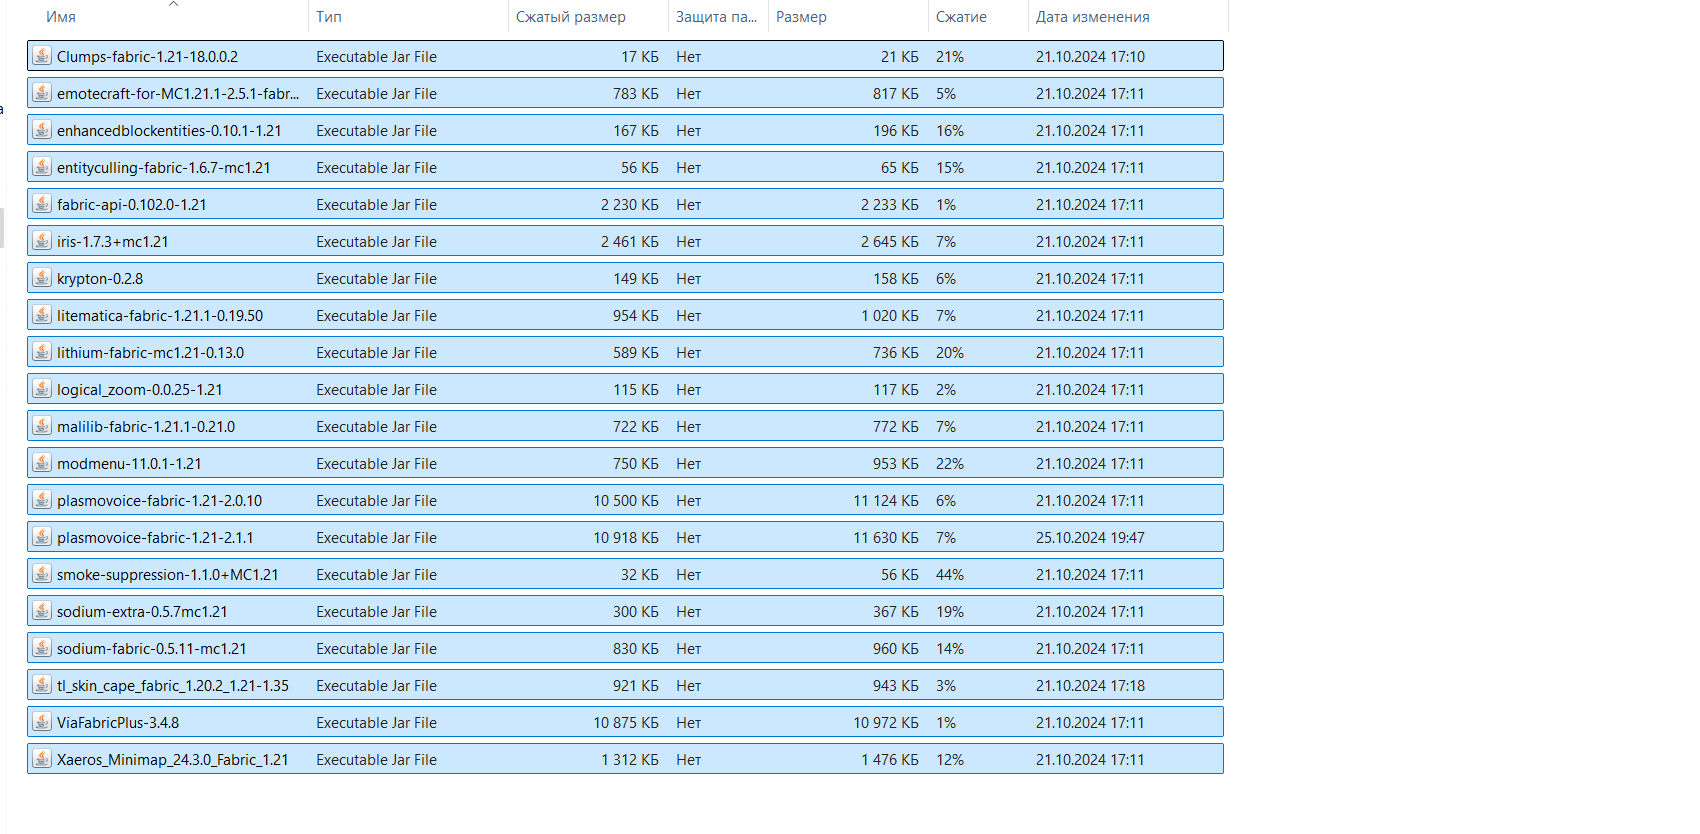 Имя Тип Сжатый размер Защита па... Размер Сжатие Дата изменения
Clumps-fabric-1.21-18.0.0.2 Executable Jar File 17 КБ Нет 21 КБ 21% 21.10.2024 17:10
emotecraft-for-MC1.21.1-2.5.1-fabr... Executable Jar File 783 КБ Нет 817 КБ 5% 21.10.2024 17:11
а
enhancedblockentities-0.10.1-1.21 Executable Jar File 167 КБ Нет 196 КБ 16% 21.10.2024 17:11
entityculling-fabric-1.6.7-mc1.21 Executable Jar File 56 КБ Нет 65 КБ 15% 21.10.2024 17:11
fabric-api-0.102.0-1.21 Executable Jar File 2 230 КБ Нет 2 233 КБ 1% 21.10.2024 17:11
iris-1.7.3+mc1.21 Executable Jar File 2 461 КБ Нет 2 645 КБ 7% 21.10.2024 17:11
krypton-0.2.8 Executable Jar File 149 КБ Нет 158 КБ 6% 21.10.2024 17:11
litematica-fabric-1.21.1-0.19.50 Executable Jar File 954 КБ Нет 1 020 КБ 7% 21.10.2024 17:11
lithium-fabric-mc1.21-0.13.0 Executable Jar File 589 КБ Нет 736 КБ 20% 21.10.2024 17:11
logical_zoom-0.0.25-1.21 Executable Jar File 115 КБ Нет 117 КБ 2% 21.10.2024 17:11
malilib-fabric-1.21.1-0.21.0 Executable Jar File 722 КБ Нет 772 КБ 7% 21.10.2024 17:11
modmenu-11.0.1-1.21 Executable Jar File 750 КБ Нет 953 КБ 22% 21.10.2024 17:11
plasmovoice-fabric-1.21-2.0.10 Executable Jar File 10 500 КБ Нет 11 124 КБ 6% 21.10.2024 17:11
plasmovoice-fabric-1.21-2.1.1 Executable Jar File 10 918 КБ Нет 11 630 КБ 7% 25.10.2024 19:47
smoke-suppression-1.1.0+MC1.21 Executable Jar File 32 КБ Нет 56 КБ 44% 21.10.2024 17:11
sodium-extra-0.5.7mc1.21 Executable Jar File 300 КБ Нет 367 КБ 19% 21.10.2024 17:11
sodium-fabric-0.5.11-mc1.21 Executable Jar File 830 КБ Нет 960 КБ 14% 21.10.2024 17:11
tl_skin_cape_fabric_1.20.2_1.21-1.35 Executable Jar File 921 КБ Нет 943 КБ 3% 21.10.2024 17:18
ViaFabricPlus-3.4.8 Executable Jar File 10 875 КБ Нет 10 972 КБ 1% 21.10.2024 17:11
Xaeros_Minimap_24.3.0_Fabric_1.21 Executable Jar File 1 312 КБ Нет 1 476 КБ 12% 21.10.2024 17:11